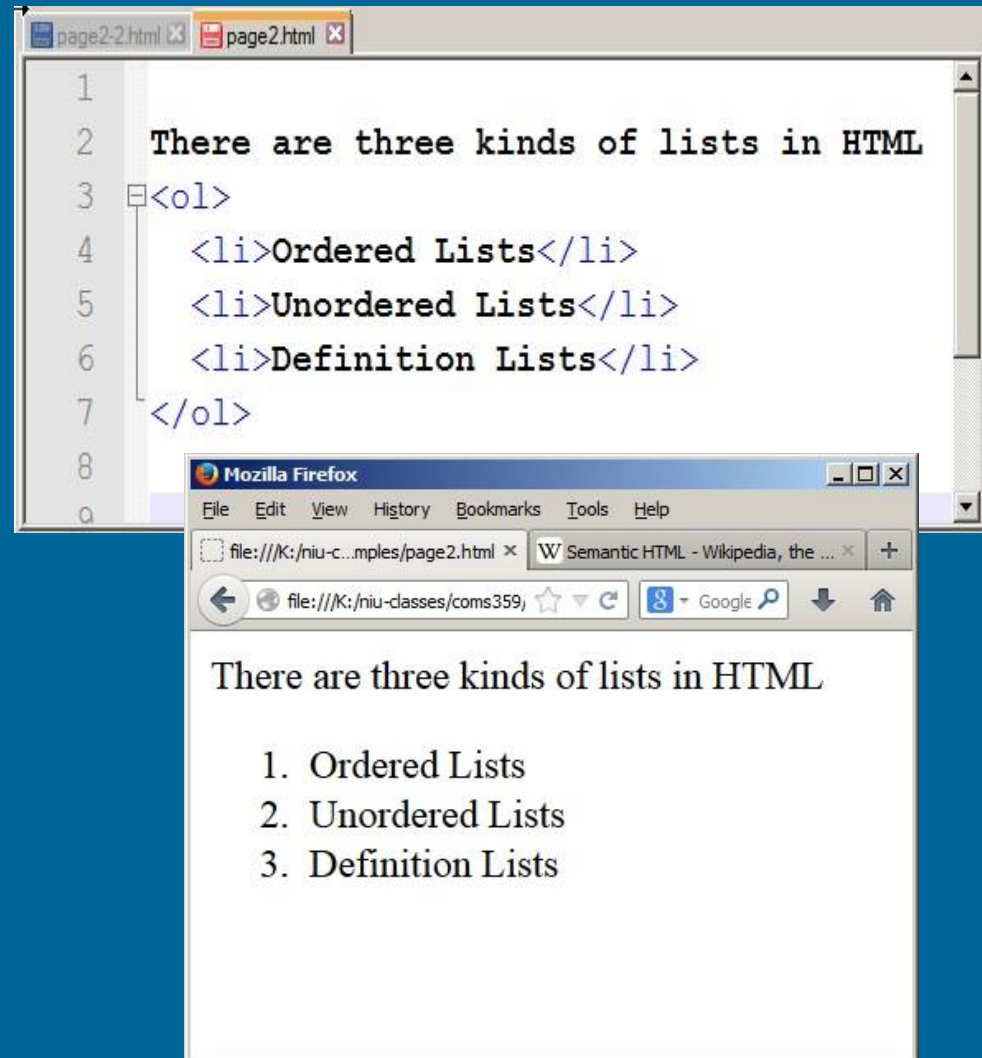 page2-2.html page2.html
1
2 There are three kinds of lists in HTML
3 <ol>
4 <li>Ordered Lists</li>
5 <li>Unordered Lists</li>
6 <li>Definition Lists</li>
7 </ol>
8
9
Mozilla Firefox
File Edit View History Bookmarks Tools Help
file:///K:/niu-c...mples/page2.html × W Semantic HTML - Wikipedia, the ... × +
file:///K:/niu-classes/coms359/ 8 Google
There are three kinds of lists in HTML
1. Ordered Lists
2. Unordered Lists
3. Definition Lists